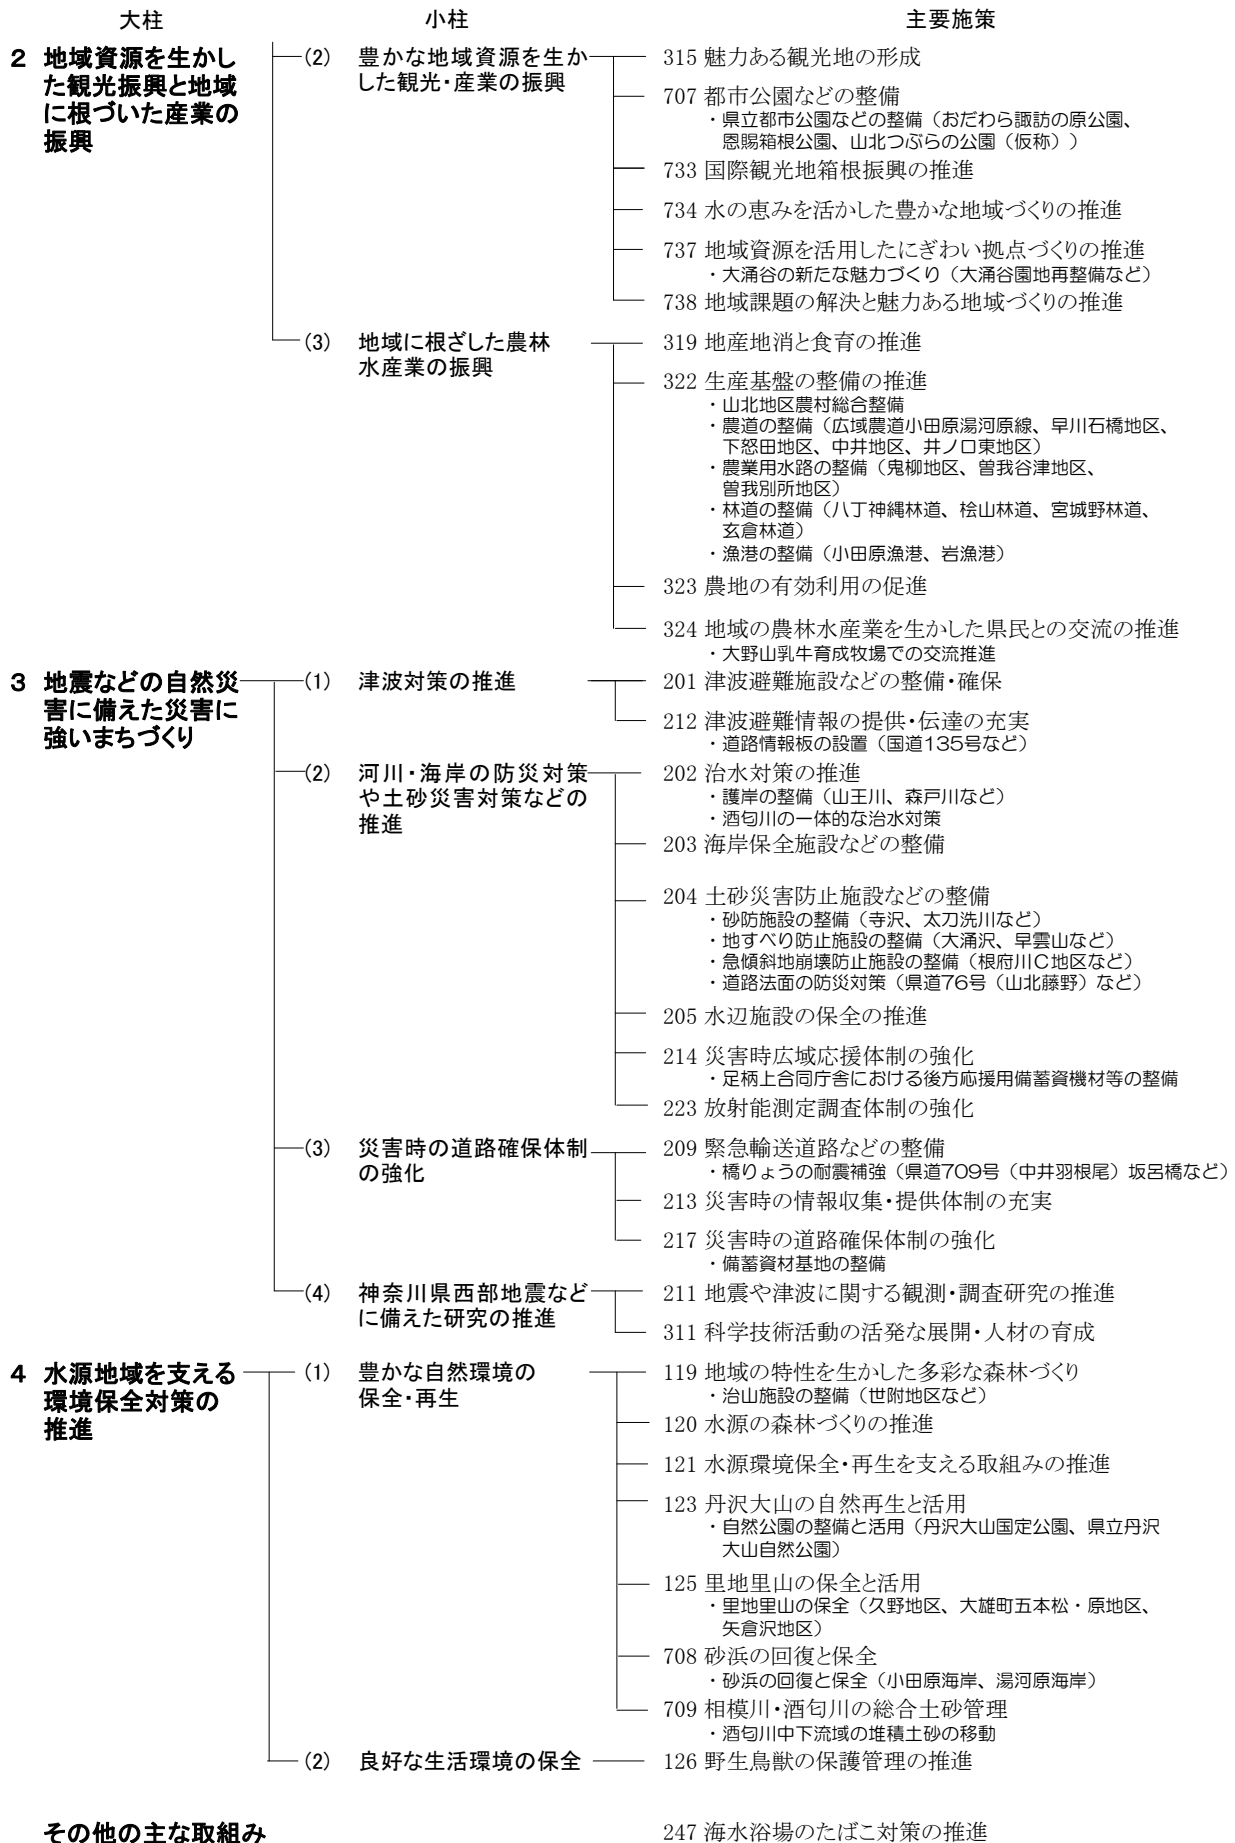 大柱
小柱
主要施策
2 地域資源を生かし
た観光振興と地域
に根づいた産業の
振興
(2) 豊かな地域資源を生か
した観光・産業の振興
315 魅力ある観光地の形成
707 都市公園などの整備
・県立都市公園などの整備（おだわら諏訪の原公園、
恩賜箱根公園、山北つぶらの公園（仮称））
733 国際観光地箱根振興の推進
734 水の恵みを活かした豊かな地域づくりの推進
737 地域資源を活用したにぎわい拠点づくりの推進
・大涌谷の新たな魅力づくり（大涌谷園地再整備など）
738 地域課題の解決と魅力ある地域づくりの推進
(3) 地域に根ざした農林
水産業の振興
319 地産地消と食育の推進
322 生産基盤の整備の推進
・山北地区農村総合整備
・農道の整備（広域農道小田原湯河原線、早川石橋地区、
下怒田地区、中井地区、井ノ口東地区）
・農業用水路の整備（鬼柳地区、曽我谷津地区、
曽我別所地区）
・林道の整備（八丁神縄林道、桧山林道、宮城野林道、
玄倉林道）
・漁港の整備（小田原漁港、岩漁港）
323 農地の有効利用の促進
324 地域の農林水産業を生かした県民との交流の推進
・大野山乳牛育成牧場での交流推進
3 地震などの自然災
害に備えた災害に
強いまちづくり
(1) 津波対策の推進
201 津波避難施設などの整備・確保
212 津波避難情報の提供・伝達の充実
・道路情報板の設置（国道135号など）
(2) 河川・海岸の防災対策
や土砂災害対策などの
推進
202 治水対策の推進
・護岸の整備（山王川、森戸川など）
・酒匂川の一体的な治水対策
203 海岸保全施設などの整備
204 土砂災害防止施設などの整備
・砂防施設の整備（寺沢、太刀洗川など）
・地すべり防止施設の整備（大涌沢、早雲山など）
・急傾斜地崩壊防止施設の整備（根府川C地区など）
・道路法面の防災対策（県道76号（山北藤野）など）
205 水辺施設の保全の推進
214 災害時広域応援体制の強化
・足柄上合同庁舎における後方応援用備蓄資機材等の整備
223 放射能測定調査体制の強化
(3) 災害時の道路確保体制
の強化
209 緊急輸送道路などの整備
・橋りょうの耐震補強（県道709号（中井羽根尾）坂呂橋など）
213 災害時の情報収集・提供体制の充実
217 災害時の道路確保体制の強化
・備蓄資材基地の整備
(4) 神奈川県西部地震など
に備えた研究の推進
211 地震や津波に関する観測・調査研究の推進
311 科学技術活動の活発な展開・人材の育成
4 水源地域を支える
環境保全対策の
推進
(1) 豊かな自然環境の
保全・再生
119 地域の特性を生かした多彩な森林づくり
・治山施設の整備（世附地区など）
120 水源の森林づくりの推進
121 水源環境保全・再生を支える取組みの推進
123 丹沢大山の自然再生と活用
・自然公園の整備と活用（丹沢大山国定公園、県立丹沢
大山自然公園）
125 里地里山の保全と活用
・里地里山の保全（久野地区、大雄町五本松・原地区、
矢倉沢地区）
708 砂浜の回復と保全
・砂浜の回復と保全（小田原海岸、湯河原海岸）
709 相模川・酒匂川の総合土砂管理
・酒匂川中下流域の堆積土砂の移動
(2) 良好な生活環境の保全
126 野生鳥獣の保護管理の推進
その他の主な取組み
247 海水浴場のたばこ対策の推進